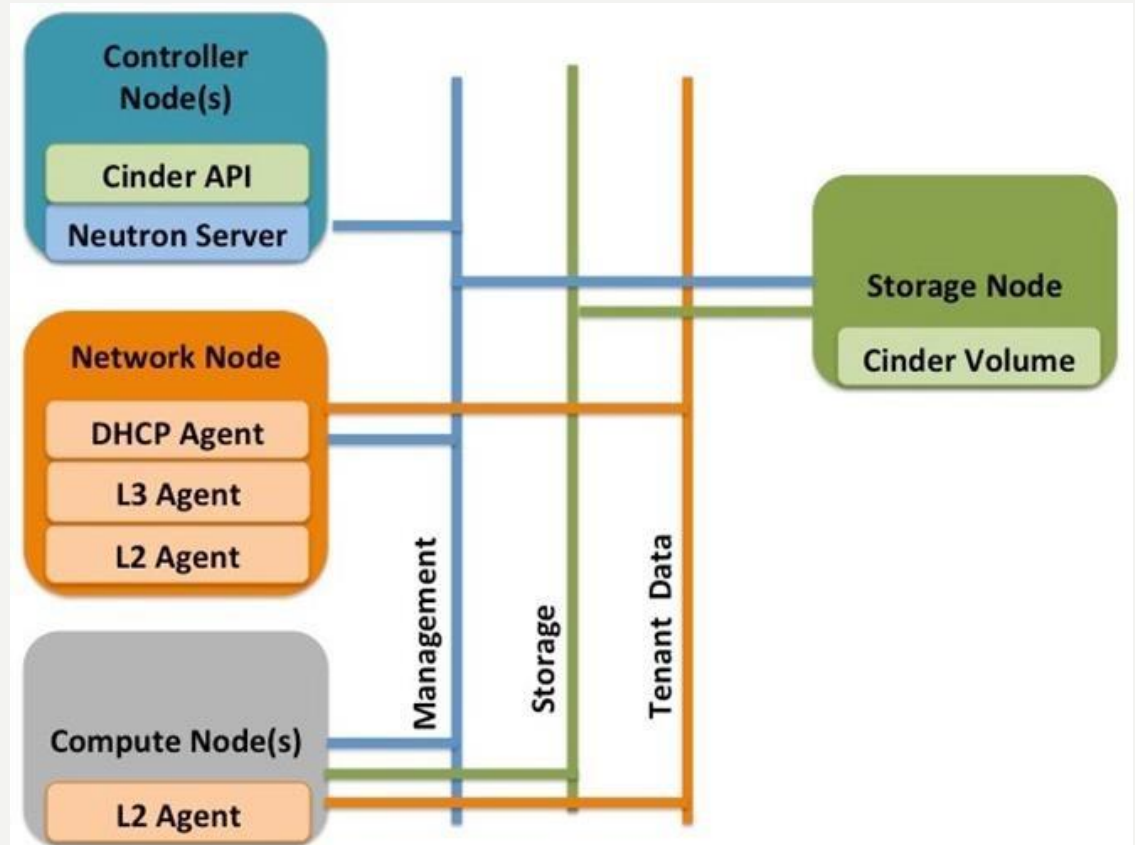 Controller
Node(s)
Cinder API
Neutron Server
Network Node
DHCP Agent
L3 Agent
L2 Agent
Compute Node(s)
L2 Agent
Management
Storage
Tenant Data
Storage Node
Cinder Volume